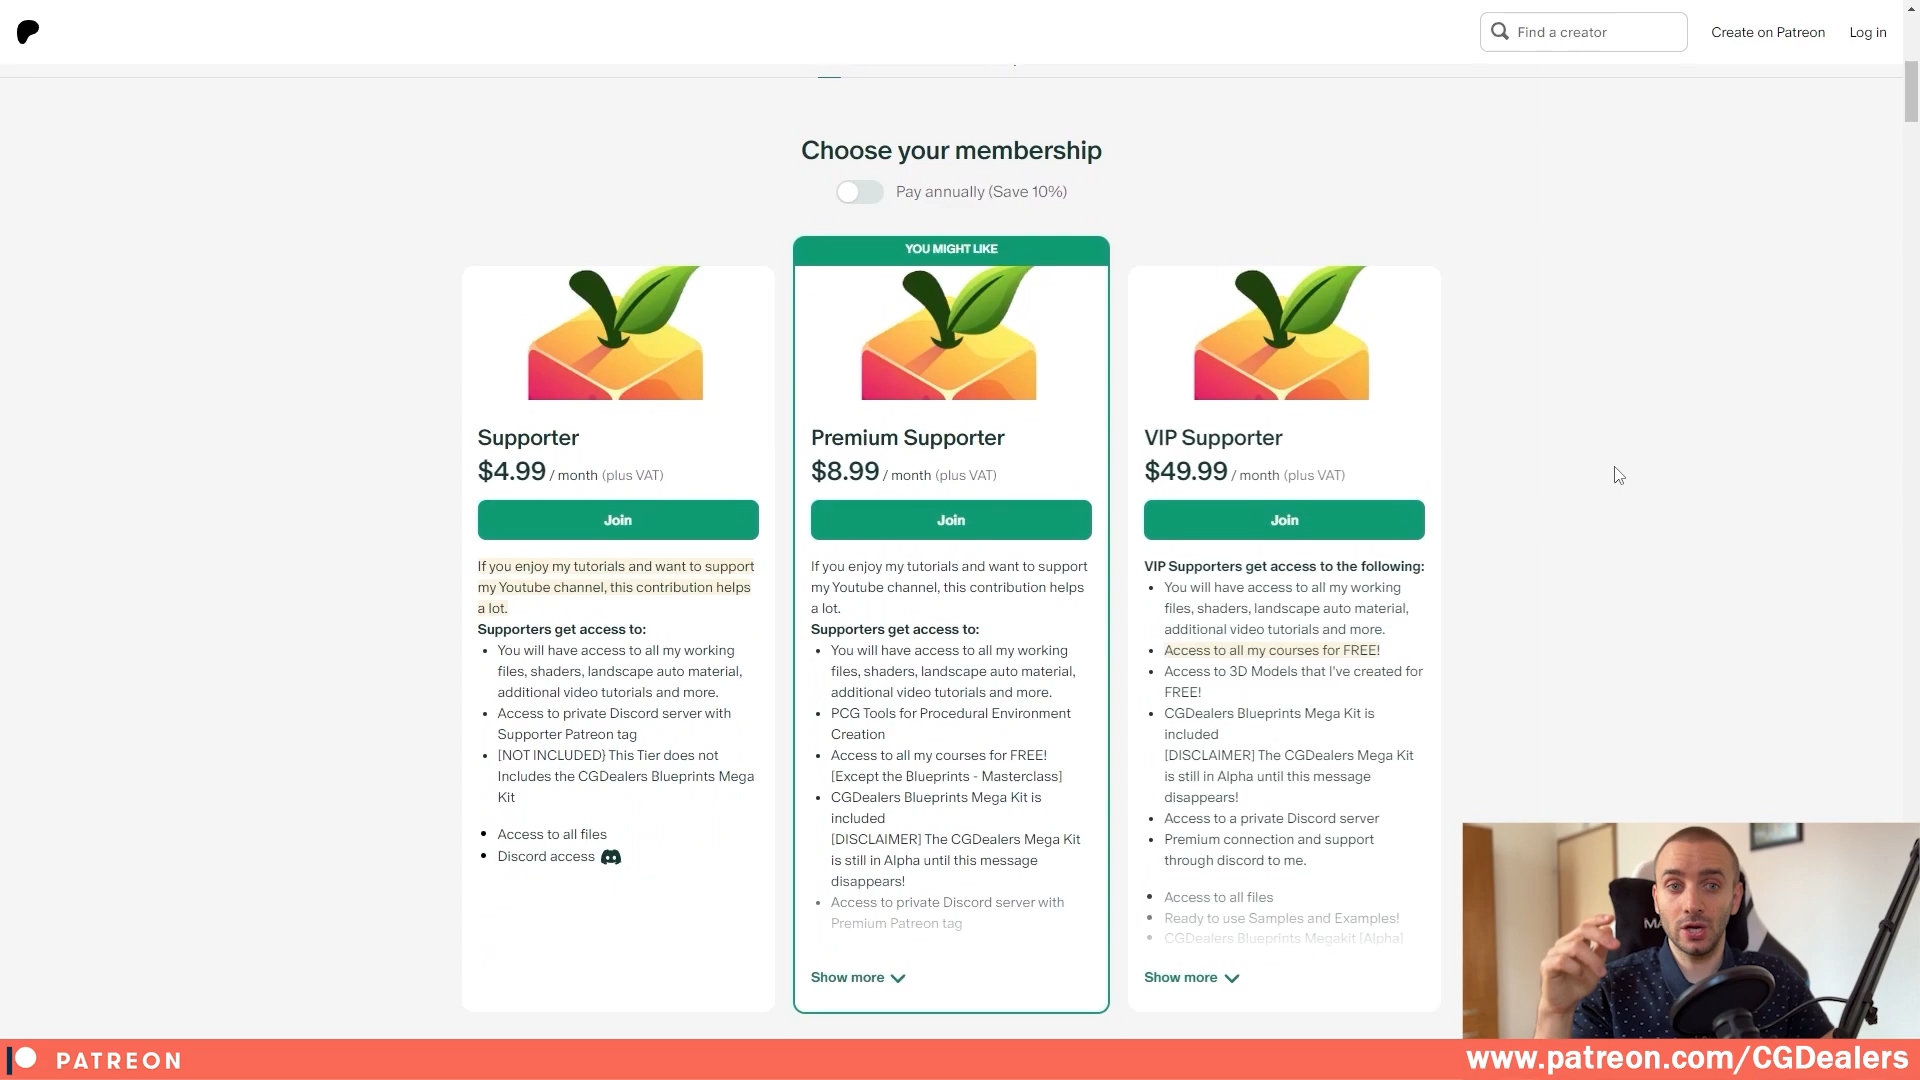 Find a creator
Create on Patreon
Log in
Choose your membership
Pay annually (Save 10%)
YOU MIGHT LIKE
Supporter
$4.99 / month (plus VAT)
Join
If you enjoy my tutorials and want to support
my Youtube channel, this contribution helps
a lot.
Supporters get access to:
• You will have access to all my working
files, shaders, landscape auto material,
additional video tutorials and more.
• Access to private Discord server with
Supporter Patreon tag
• [NOT INCLUDED} This Tier does not
Includes the CGDealers Blueprints Mega
Kit
• Access to all files
• Discord access
Premium Supporter
$8.99 / month (plus VAT)
Join
If you enjoy my tutorials and want to support
my Youtube channel, this contribution helps
a lot.
Supporters get access to:
• You will have access to all my working
files, shaders, landscape auto material,
additional video tutorials and more.
• PCG Tools for Procedural Environment
Creation
• Access to all my courses for FREE!
[Except the Blueprints - Masterclass]
• CGDealers Blueprints Mega Kit is
included
[DISCLAIMER] The CGDealers Mega Kit
is still in Alpha until this message
disappears!
• Access to private Discord server with
Premium Patreon tag
Show more
VIP Supporter
$49.99 / month (plus VAT)
Join
VIP Supporters get access to the following:
• You will have access to all my working
files, shaders, landscape auto material,
additional video tutorials and more.
• Access to all my courses for FREE!
• Access to 3D Models that I've created for
FREE!
• CGDealers Blueprints Mega Kit is
included
[DISCLAIMER] The CGDealers Mega Kit
is still in Alpha until this message
disappears!
• Access to a private Discord server
• Premium connection and support
through discord to me.
• Access to all files
• Ready to use Samples and Examples!
• CGDealers Blueprints Megakit [Alpha]
Show more
PATREON
www.patreon.com/CGDealers